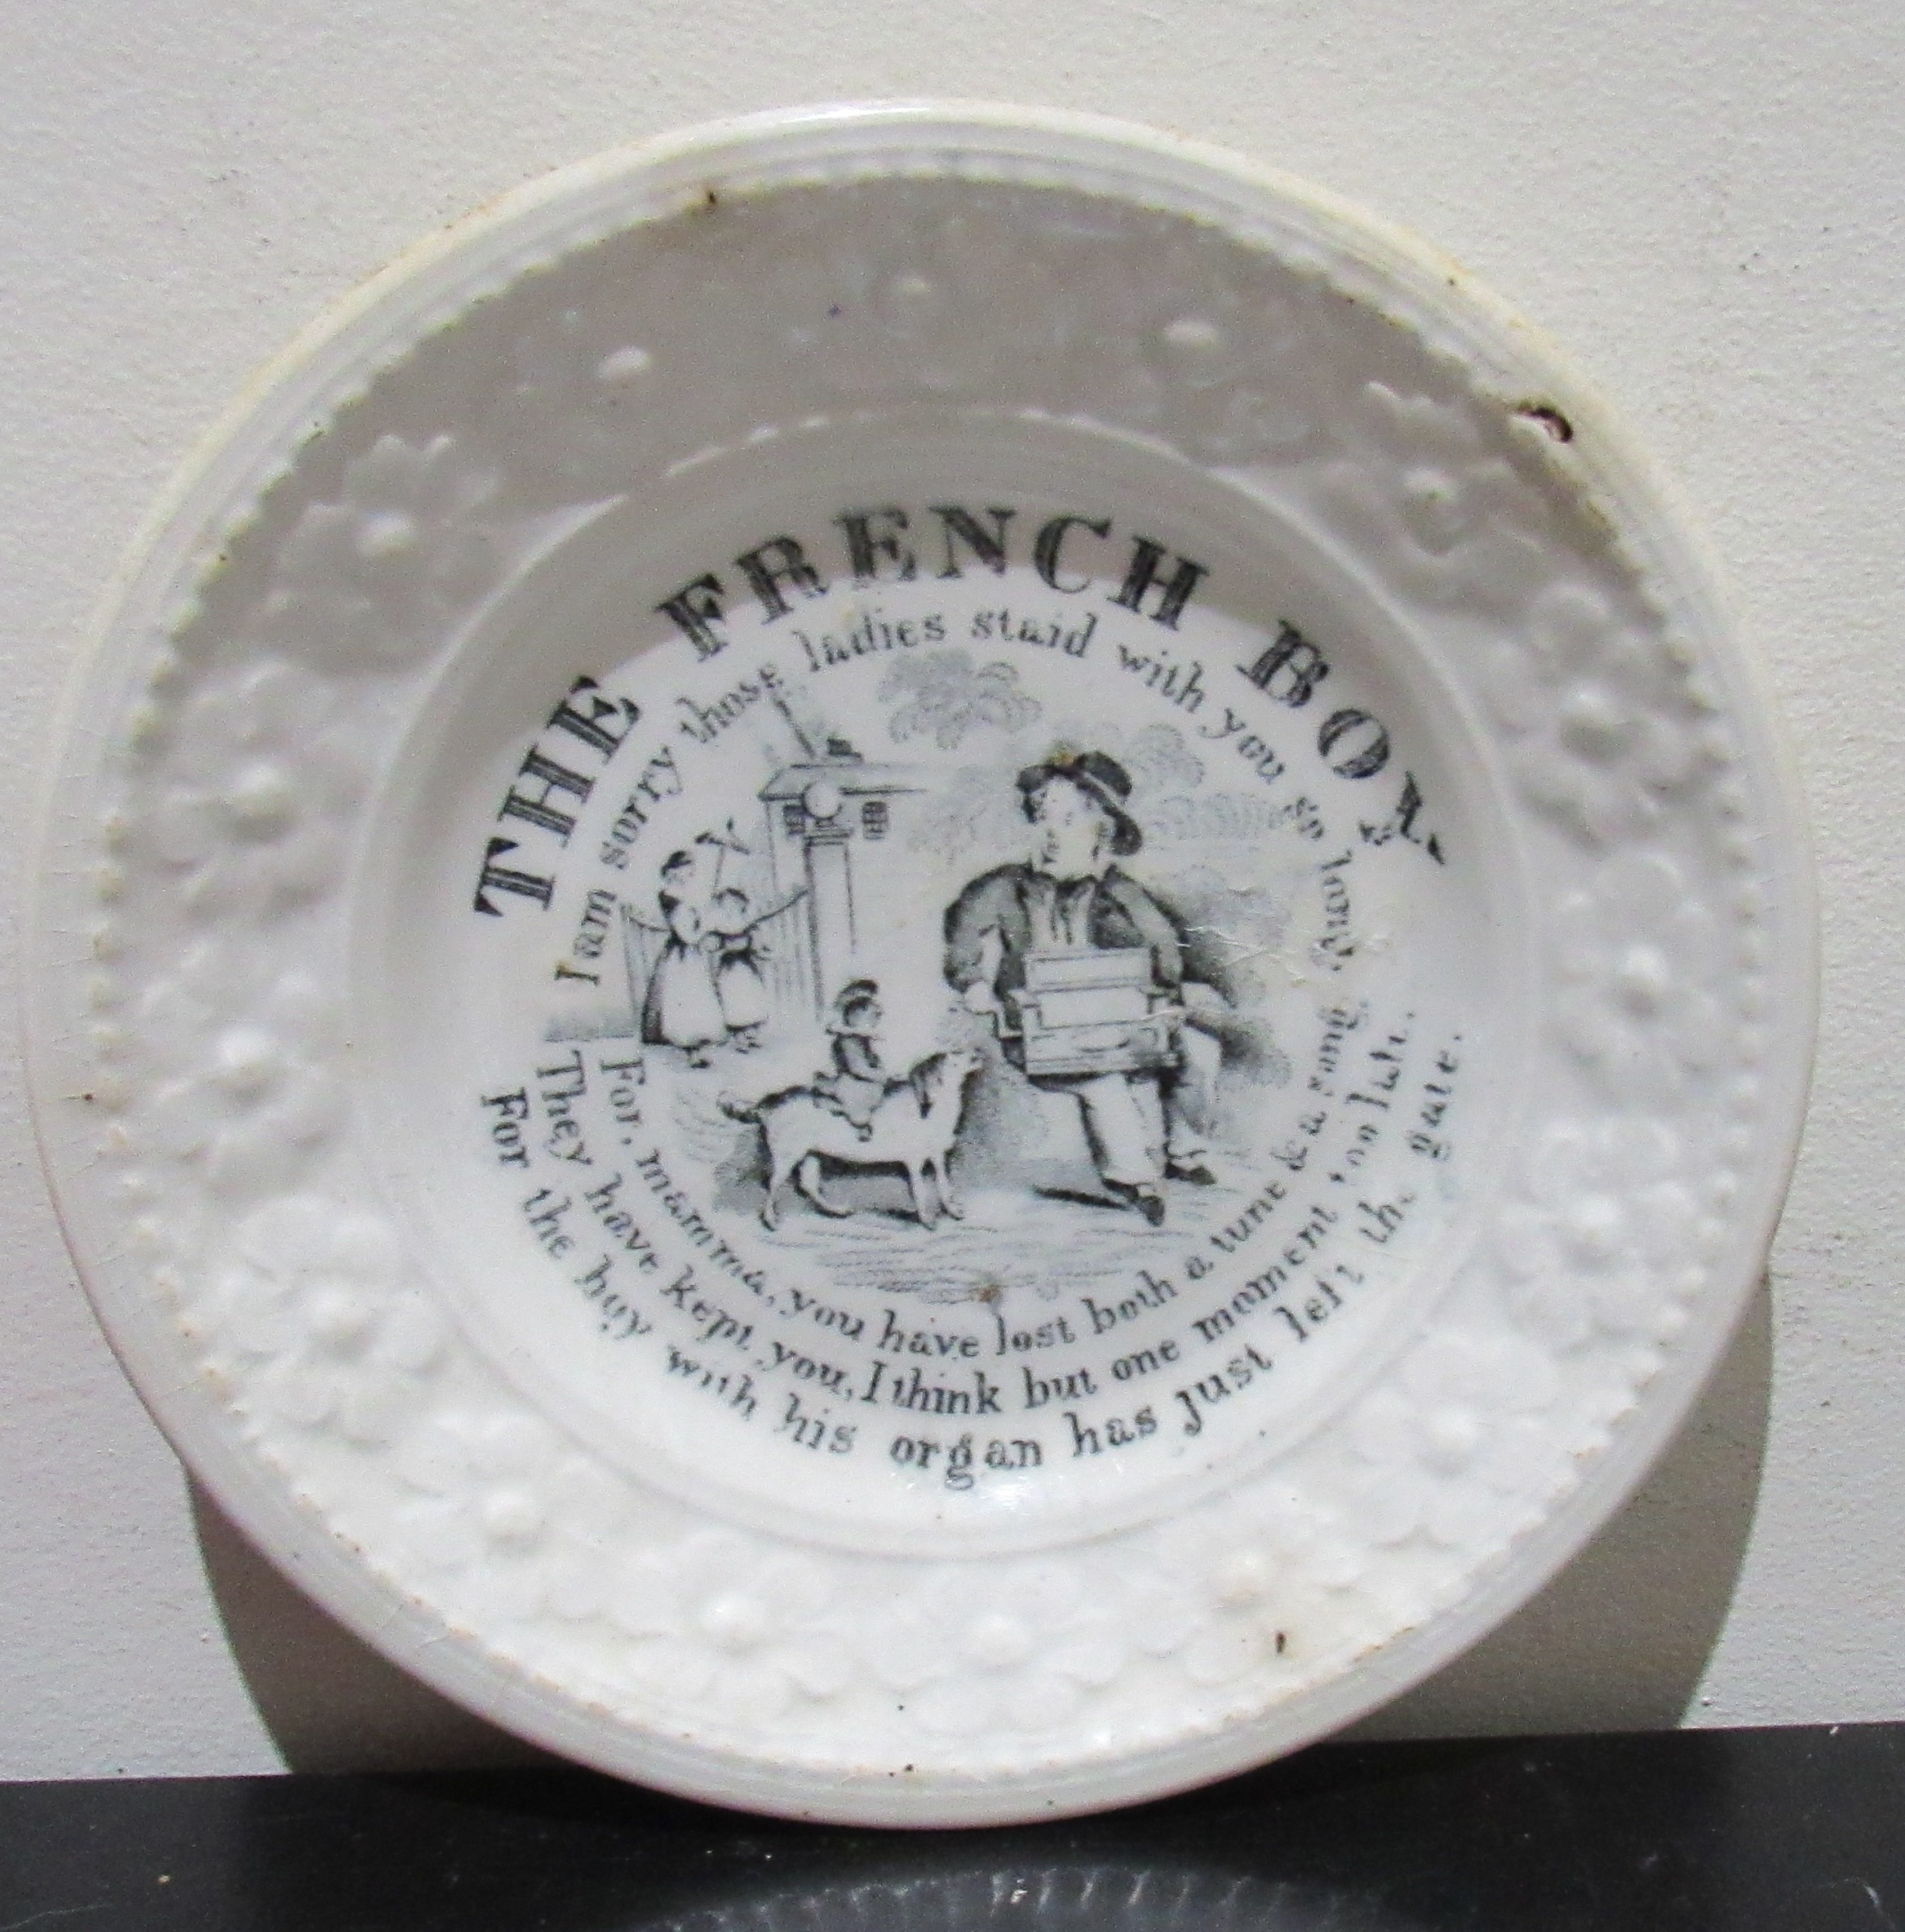 THE FRENCH BOY
I am sorry those ladies staid with you so long,
For, mamma, you have lost both a tune & a song.
They have kept you, I think but one moment too late.
For the boy with his organ has just left the gate.